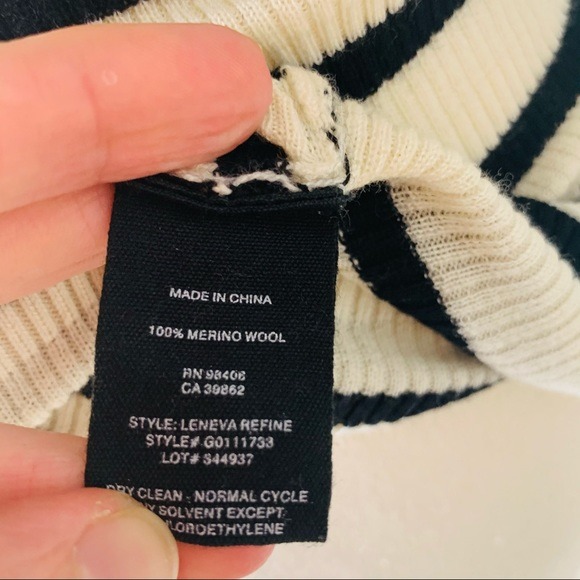 MADE IN CHINA
100% MERINO WOOL
RN 98406
CA 39862
STYLE: LENEVA REFINE
STYLE# G0111733
LOT# S44937
DRY CLEAN - NORMAL CYCLE
SOLVENT EXCEPT